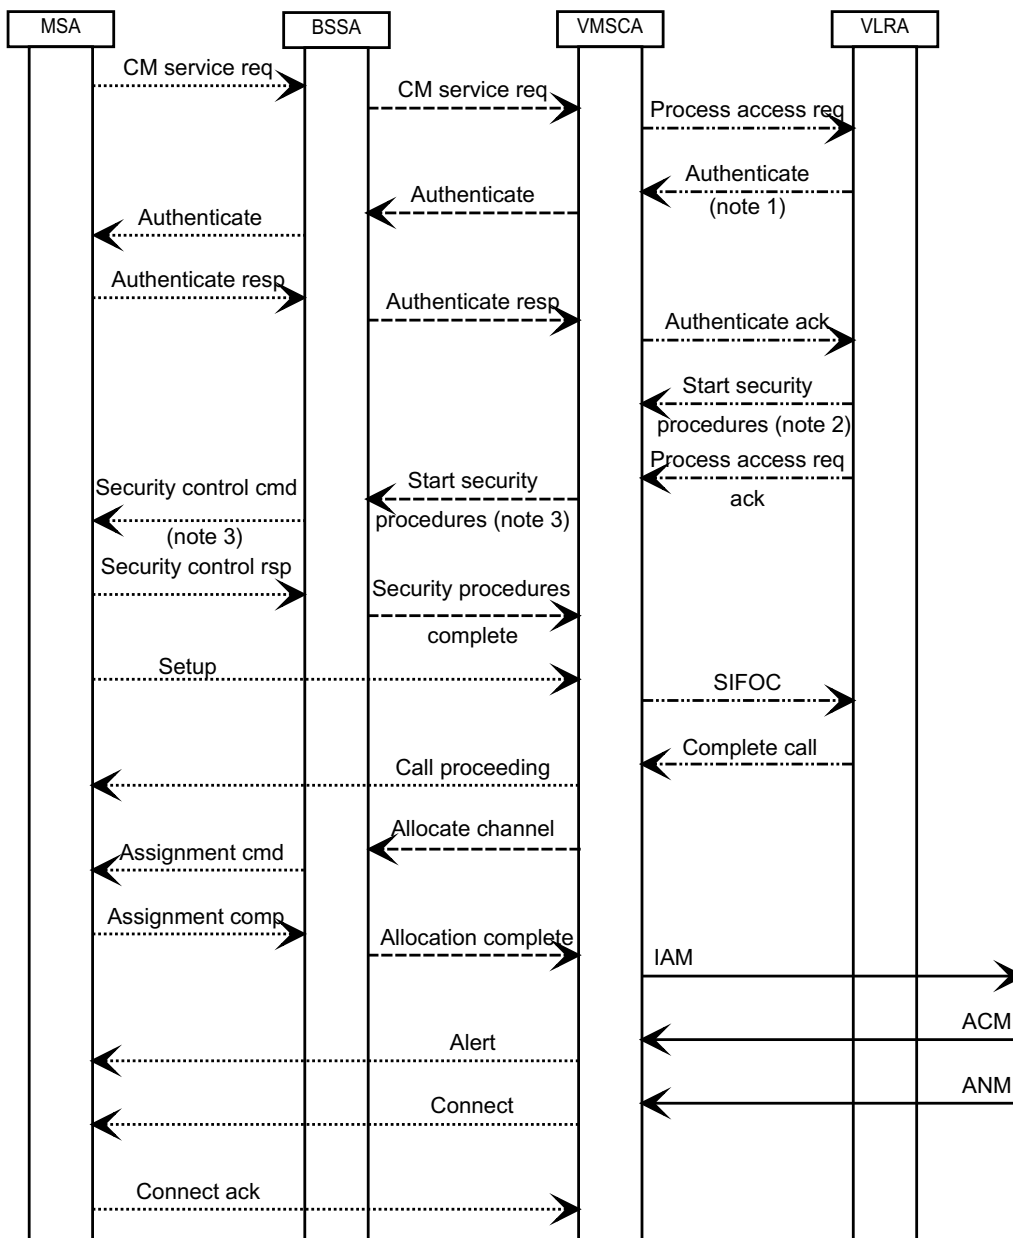 MSA
BSSA
VMSCA
VLRA
CM service req
CM service req
Process access req
Authenticate
(note 1)
Authenticate
Authenticate
Authenticate resp
Authenticate resp
Authenticate ack
Start security
procedures (note 2)
Process access req
ack
Start security
procedures (note 3)
Security control cmd
(note 3)
Security control rsp
Security procedures
complete
Setup
SIFOC
Complete call
Call proceeding
Allocate channel
Assignment cmd
Assignment comp
Allocation complete
IAM
ACM
Alert
ANM
Connect
Connect ack